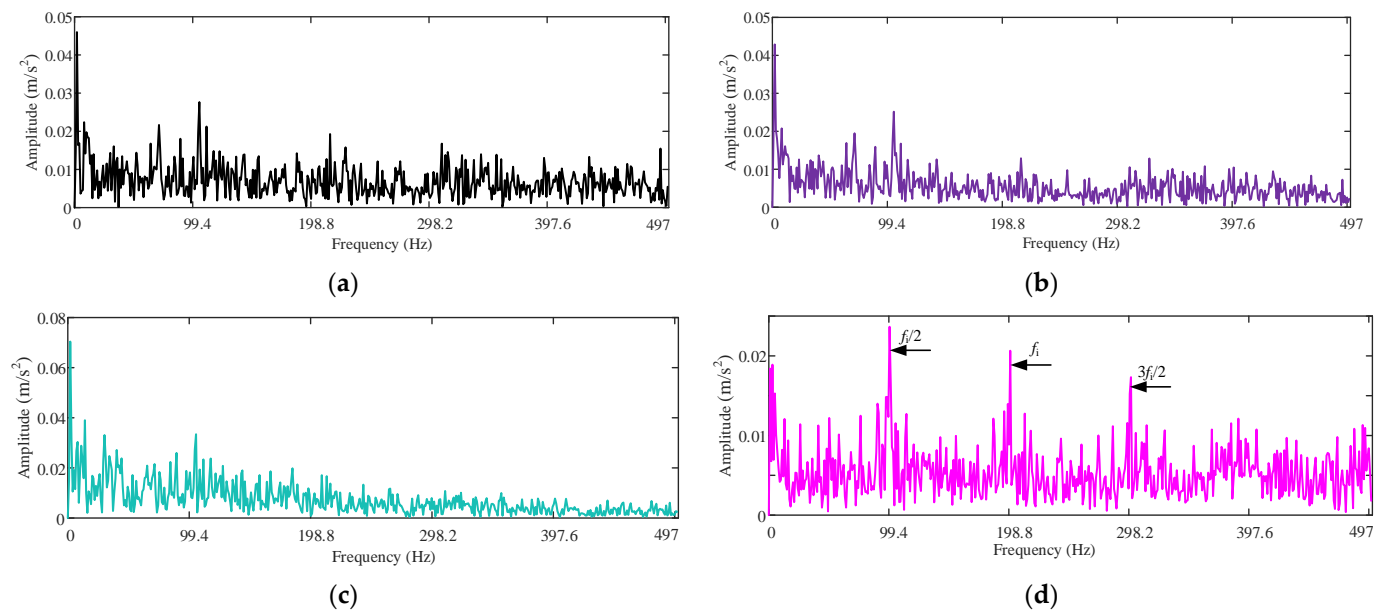 0.05
0.04
0.03
0.02
0.01
0
Amplitude (m/s²)
0 99.4 198.8 298.2 397.6 497
Frequency (Hz)
(a)
0.05
0.04
0.03
0.02
0.01
0
Amplitude (m/s²)
0 99.4 198.8 298.2 397.6 497
Frequency (Hz)
(b)
0.08
0.06
0.04
0.02
0
Amplitude (m/s²)
0 99.4 198.8 298.2 397.6 497
Frequency (Hz)
(c)
0.02
0.01
0
Amplitude (m/s²)
fᵢ/2
fᵢ
3fᵢ/2
0 99.4 198.8 298.2 397.6 497
Frequency (Hz)
(d)